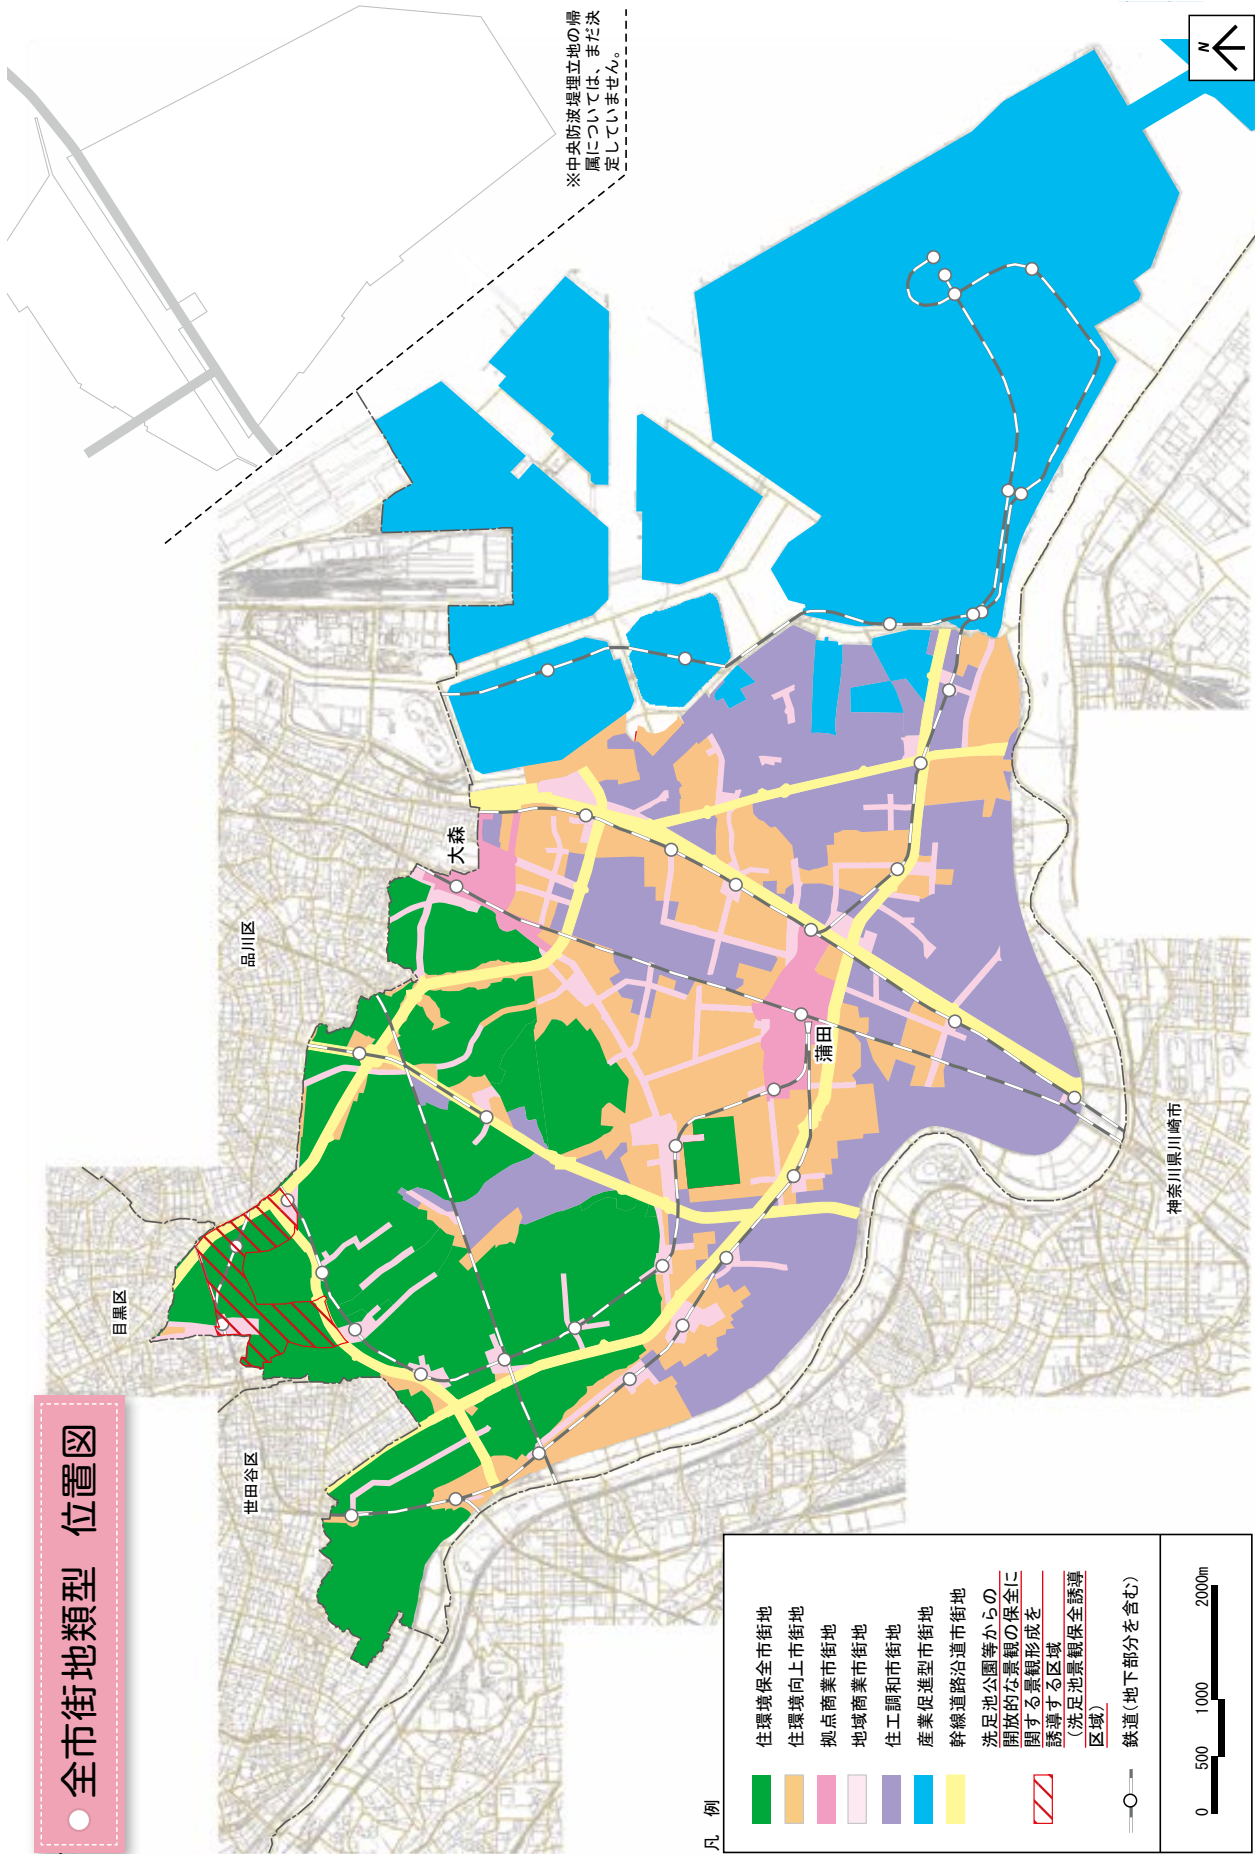 全市街地類型 位置図
※中央防波堤埋立地の帰
属については、まだ決
定していません。
N
目黒区
品川区
世田谷区
大森
蒲田
神奈川県川崎市
凡 例
住環境保全市街地
住環境向上市街地
拠点商業市街地
地域商業市街地
住工調和市街地
産業促進型市街地
幹線道路沿道市街地
洗足池公園等からの
開放的な景観の保全に
関する景観形成を
誘導する区域
（洗足池景観保全誘導
区域）
鉄道(地下部分を含む)
0 500 1000 2000m